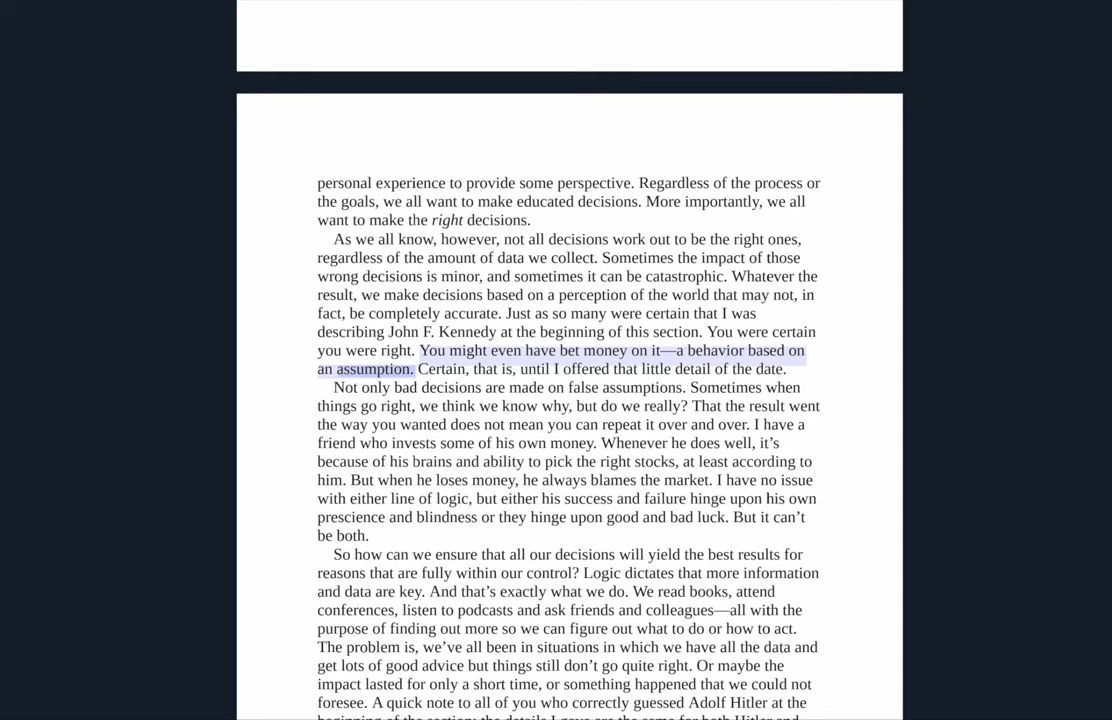 personal experience to provide some perspective. Regardless of the process or
the goals, we all want to make educated decisions. More importantly, we all
want to make the right decisions.
As we all know, however, not all decisions work out to be the right ones,
regardless of the amount of data we collect. Sometimes the impact of those
wrong decisions is minor, and sometimes it can be catastrophic. Whatever the
result, we make decisions based on a perception of the world that may not, in
fact, be completely accurate. Just as so many were certain that I was
describing John F. Kennedy at the beginning of this section. You were certain
you were right. You might even have bet money on it—a behavior based on
an assumption. Certain, that is, until I offered that little detail of the date.
Not only bad decisions are made on false assumptions. Sometimes when
things go right, we think we know why, but do we really? That the result went
the way you wanted does not mean you can repeat it over and over. I have a
friend who invests some of his own money. Whenever he does well, it’s
because of his brains and ability to pick the right stocks, at least according to
him. But when he loses money, he always blames the market. I have no issue
with either line of logic, but either his success and failure hinge upon his own
prescience and blindness or they hinge upon good and bad luck. But it can’t
be both.
So how can we ensure that all our decisions will yield the best results for
reasons that are fully within our control? Logic dictates that more information
and data are key. And that’s exactly what we do. We read books, attend
conferences, listen to podcasts and ask friends and colleagues—all with the
purpose of finding out more so we can figure out what to do or how to act.
The problem is, we’ve all been in situations in which we have all the data and
get lots of good advice but things still don’t go quite right. Or maybe the
impact lasted for only a short time, or something happened that we could not
foresee. A quick note to all of you who correctly guessed Adolf Hitler at the
beginning of the section: the details I gave are the same for both Hitler and